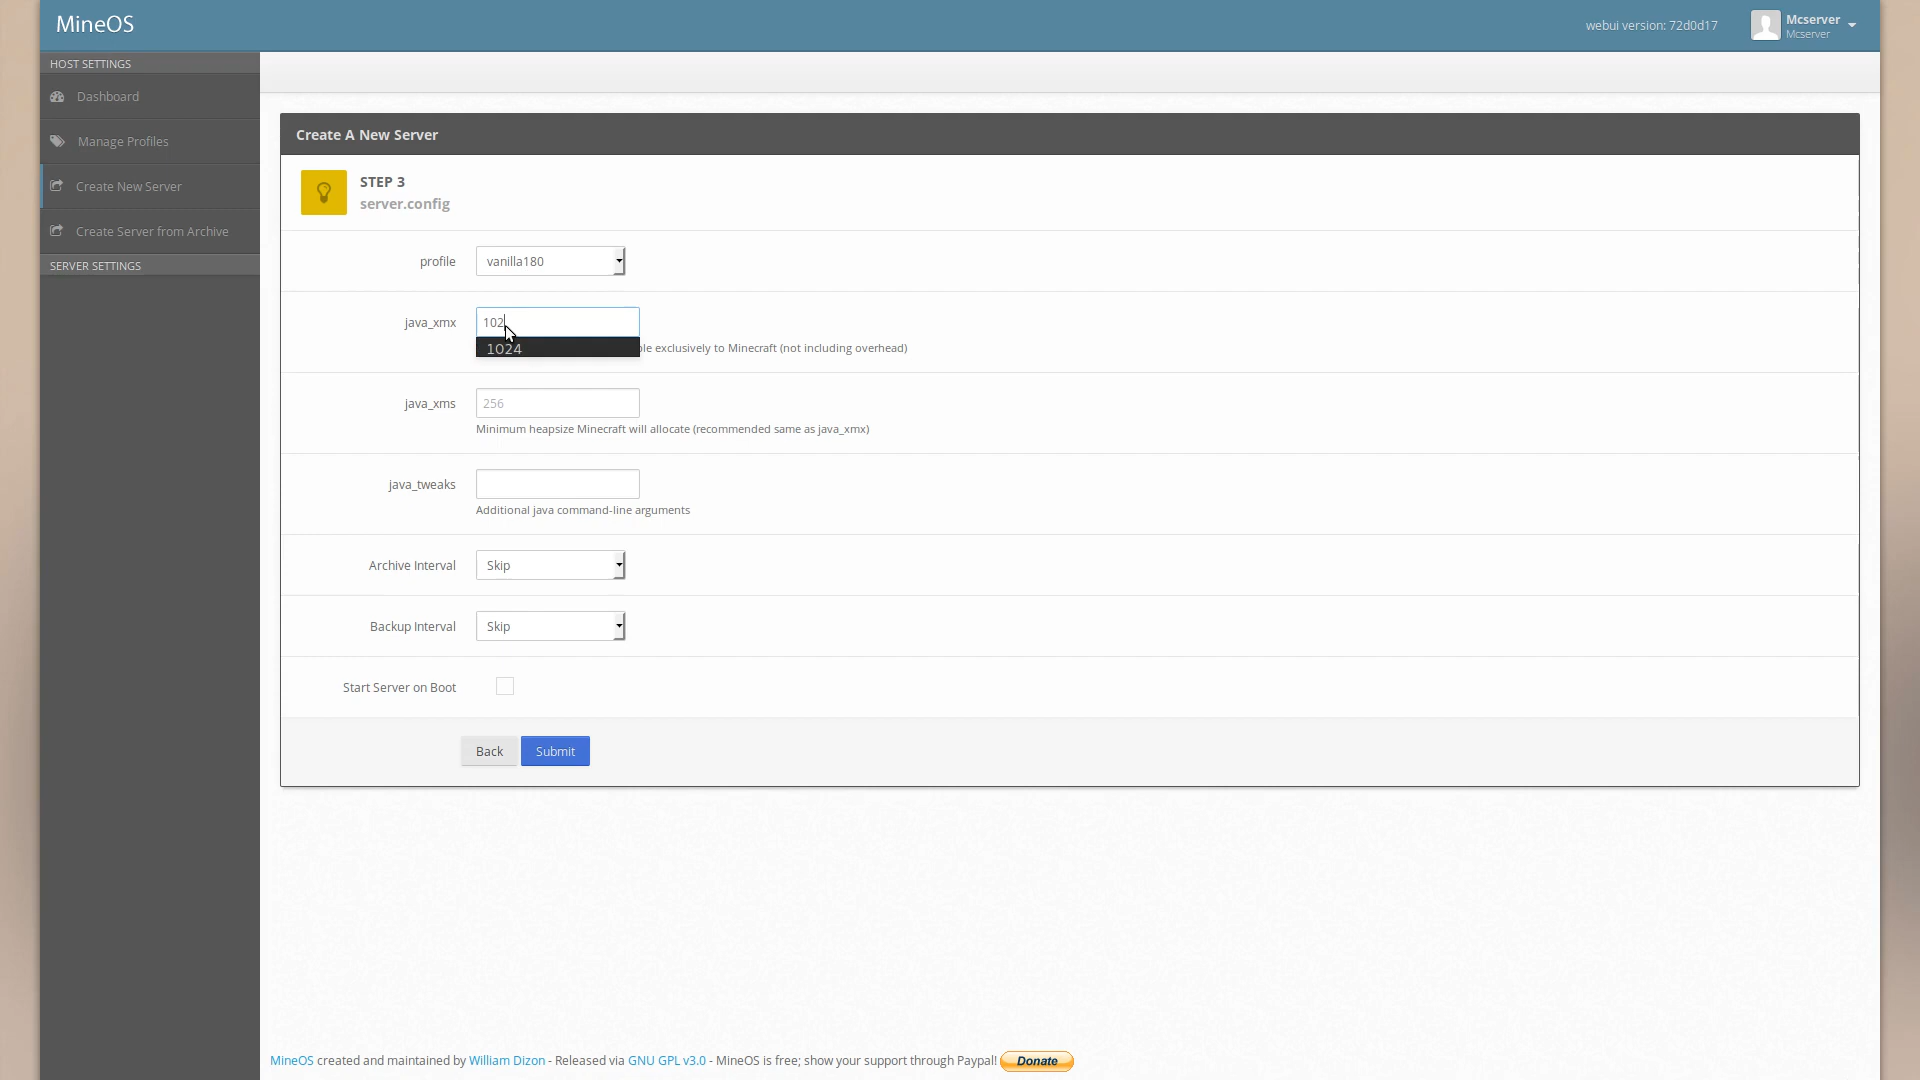 MineOS
webui version: 72d0d17
Mcserver
Mcserver
HOST SETTINGS
Dashboard
Manage Profiles
Create New Server
Create Server from Archive
SERVER SETTINGS
Create A New Server
STEP 3
server.config
profile
vanilla180
java_xmx
102
1024
exclusively to Minecraft (not including overhead)
java_xms
256
Minimum heapsize Minecraft will allocate (recommended same as java_xmx)
java_tweaks
Additional java command-line arguments
Archive Interval
Skip
Backup Interval
Skip
Start Server on Boot
Back
Submit
MineOS created and maintained by William Dizon - Released via GNU GPL v3.0 - MineOS is free; show your support through Paypal! Donate